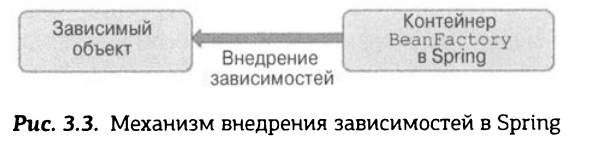 Зависимый
объект
Внедрение
зависимостей
Контейнер
BeanFactory
в Spring
Рис. 3.3. Механизм внедрения зависимостей в Spring